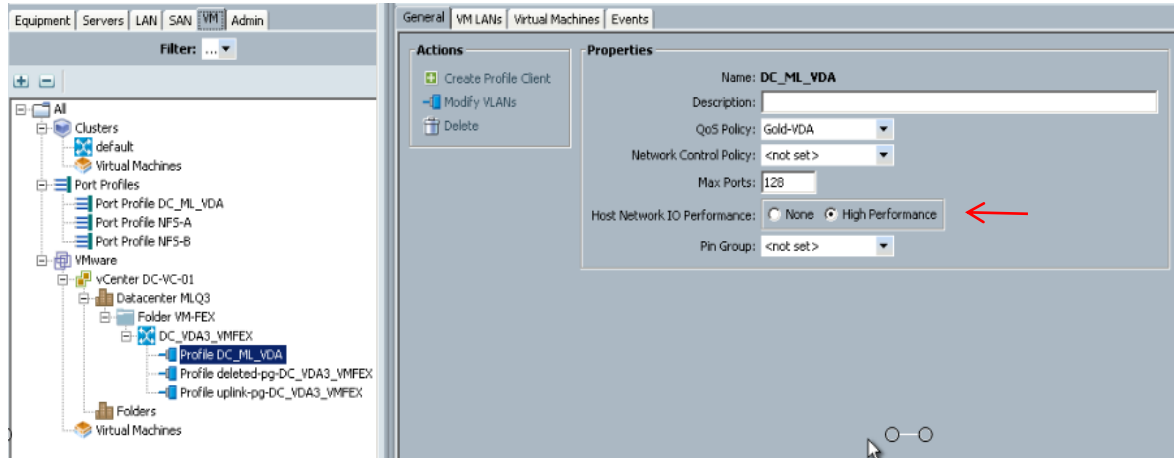 Equipment Servers LAN SAN VM Admin
Filter: ...
All
Clusters
default
Virtual Machines
Port Profiles
Port Profile DC_ML_VDA
Port Profile NFS-A
Port Profile NFS-B
VMware
vCenter DC-VC-01
Datacenter MLQ3
Folder VM-FEX
DC_VDA3_VMFEX
Profile DC_ML_VDA
Profile deleted-pg-DC_VDA3_VMFEX
Profile uplink-pg-DC_VDA3_VMFEX
Folders
Virtual Machines
General VM LANs Virtual Machines Events
Actions
Create Profile Client
Modify VLANs
Delete
Properties
Name: DC_ML_VDA
Description:
QoS Policy: Gold-VDA
Network Control Policy: <not set>
Max Ports: 128
Host Network IO Performance: None High Performance
Pin Group: <not set>